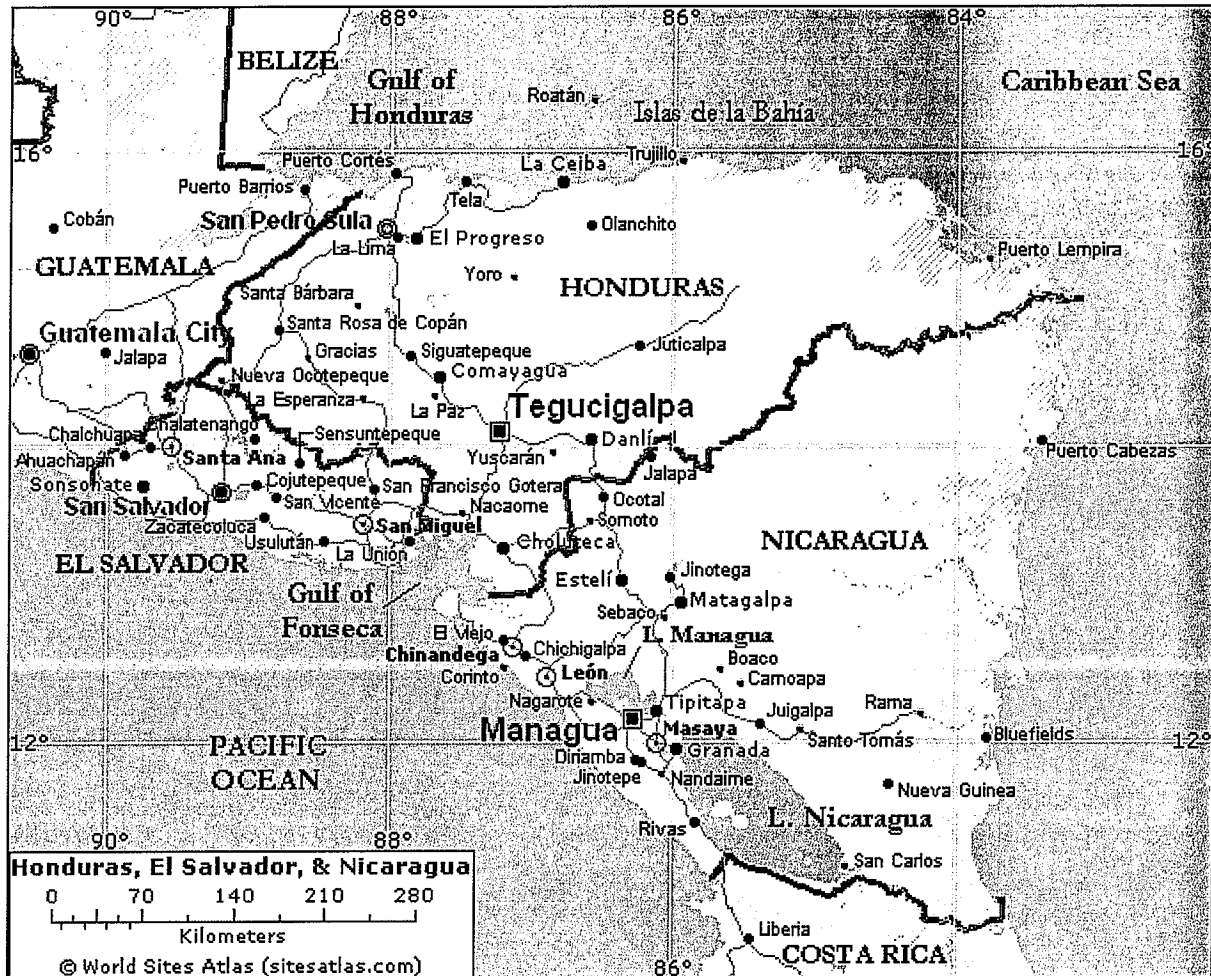 90°
88°
86°
84°
BELIZE
Gulf of
Honduras
Roatán
Islas de la Bahía
Caribbean Sea
16°
16°
Puerto Cortés
La Ceiba
Trujillo
Puerto Barrios
Tela
Cobán
San Pedro Sula
Olanchito
La Lima
El Progreso
Puerto Lempira
GUATEMALA
Yoro
HONDURAS
Santa Bárbara
Guatemala City
Santa Rosa de Copán
Jalapa
Gracias
Siguatepeque
Juticalpa
Nueva Ocotepeque
Comayagua
La Esperanza
La Paz
Tegucigalpa
Chalatenango
Sensuntepeque
Danlí
Chalchuapa
Ahuachapán
Santa Ana
Yuscarán
Jalapa
Puerto Cabezas
Sonsonate
Cojutepeque
San Francisco Gotera
Ocotal
San Salvador
San Vicente
Nacaome
Somoto
Zacatecoluca
San Miguel
Usulután
La Unión
Choluteca
NICARAGUA
EL SALVADOR
Estelí
Jinotega
Gulf of
Fonseca
Matagalpa
Sebaco
El Viejo
L. Managua
Chinandega
Chichigalpa
Boaco
Corinto
León
Camoapa
Nagarote
Tipitapa
Rama
Managua
Masaya
Juigalpa
Santo Tomás
Bluefields
12°
12°
PACIFIC
OCEAN
Granada
Diriamba
Jinotepe
Nandaime
Nueva Guinea
Rivas
L. Nicaragua
90°
88°
San Carlos
Honduras, El Salvador, & Nicaragua
0 70 140 210 280
Kilometers
© World Sites Atlas (sitesatlas.com)
Liberia
COSTA RICA
86°